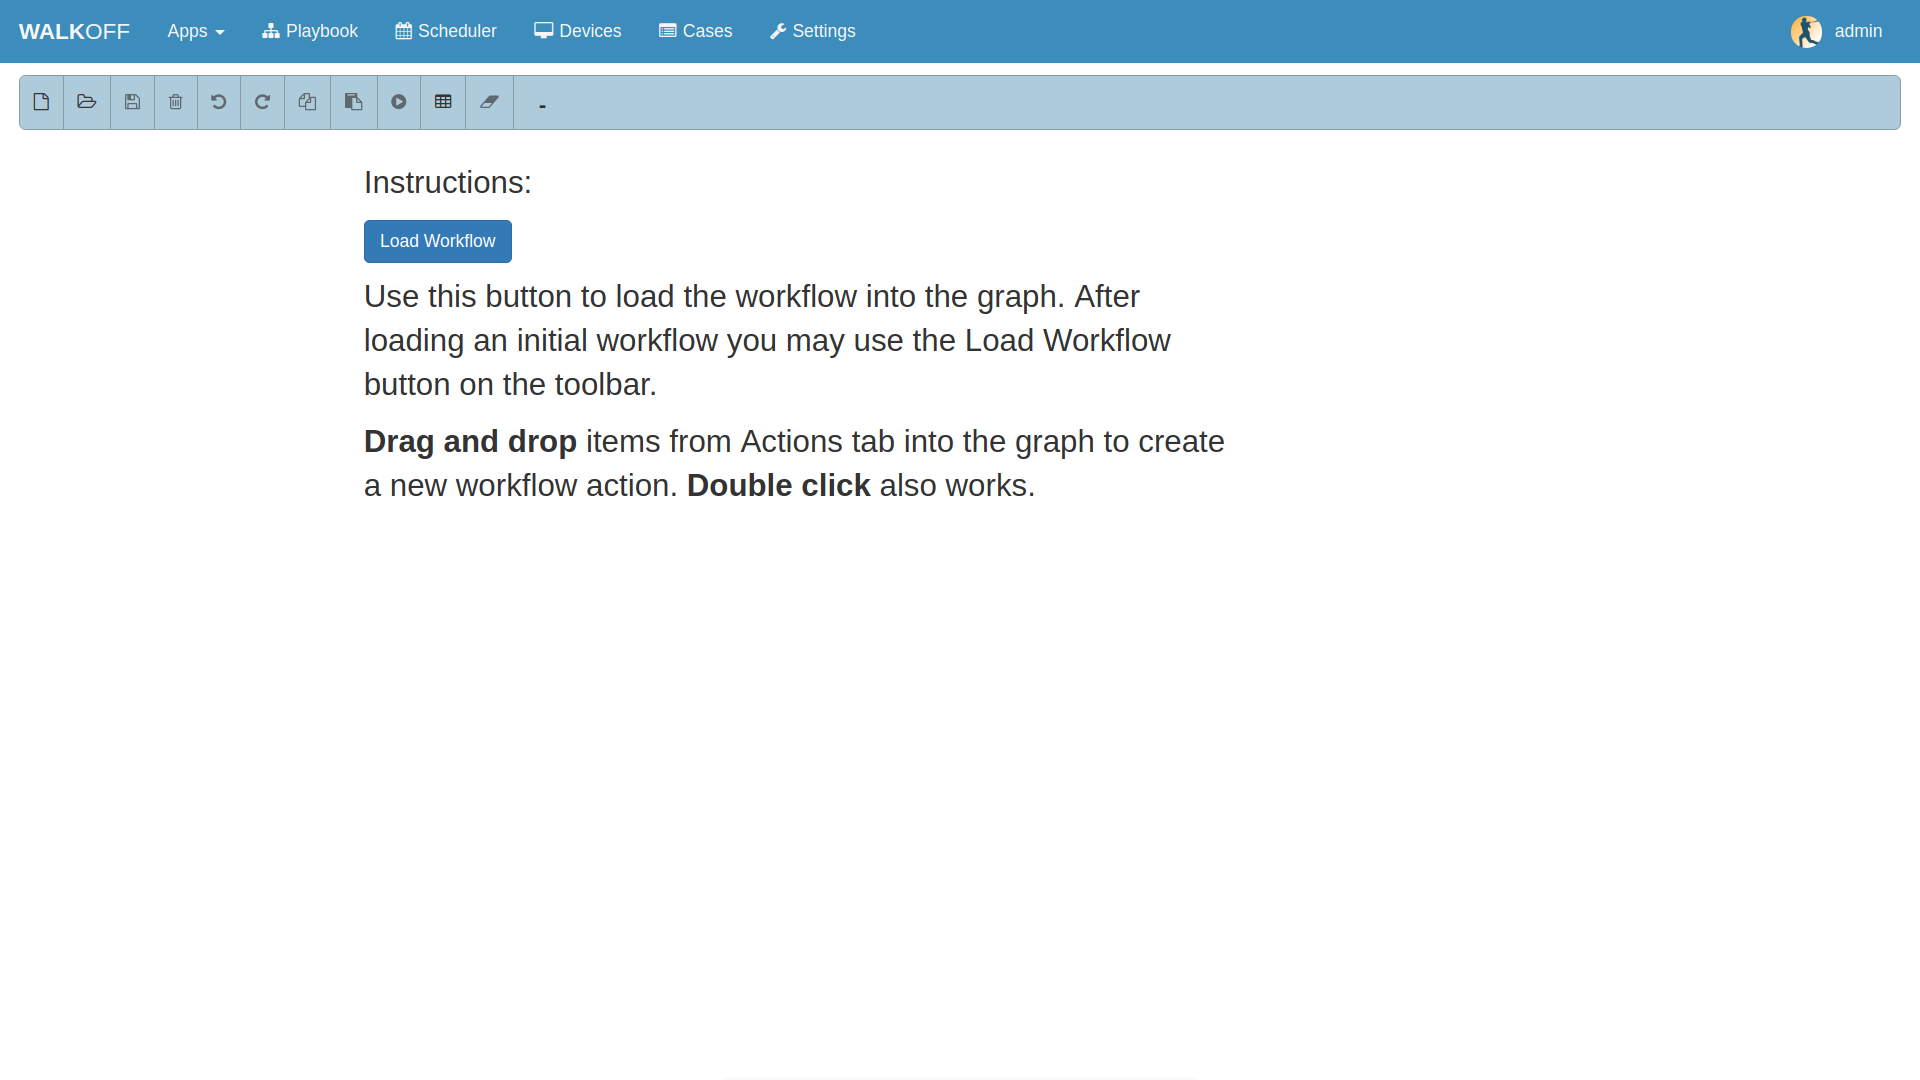 WALKOFF Apps Playbook Scheduler Devices Cases Settings admin
-
Instructions:
Load Workflow
Use this button to load the workflow into the graph. After
loading an initial workflow you may use the Load Workflow
button on the toolbar.
Drag and drop items from Actions tab into the graph to create
a new workflow action. Double click also works.